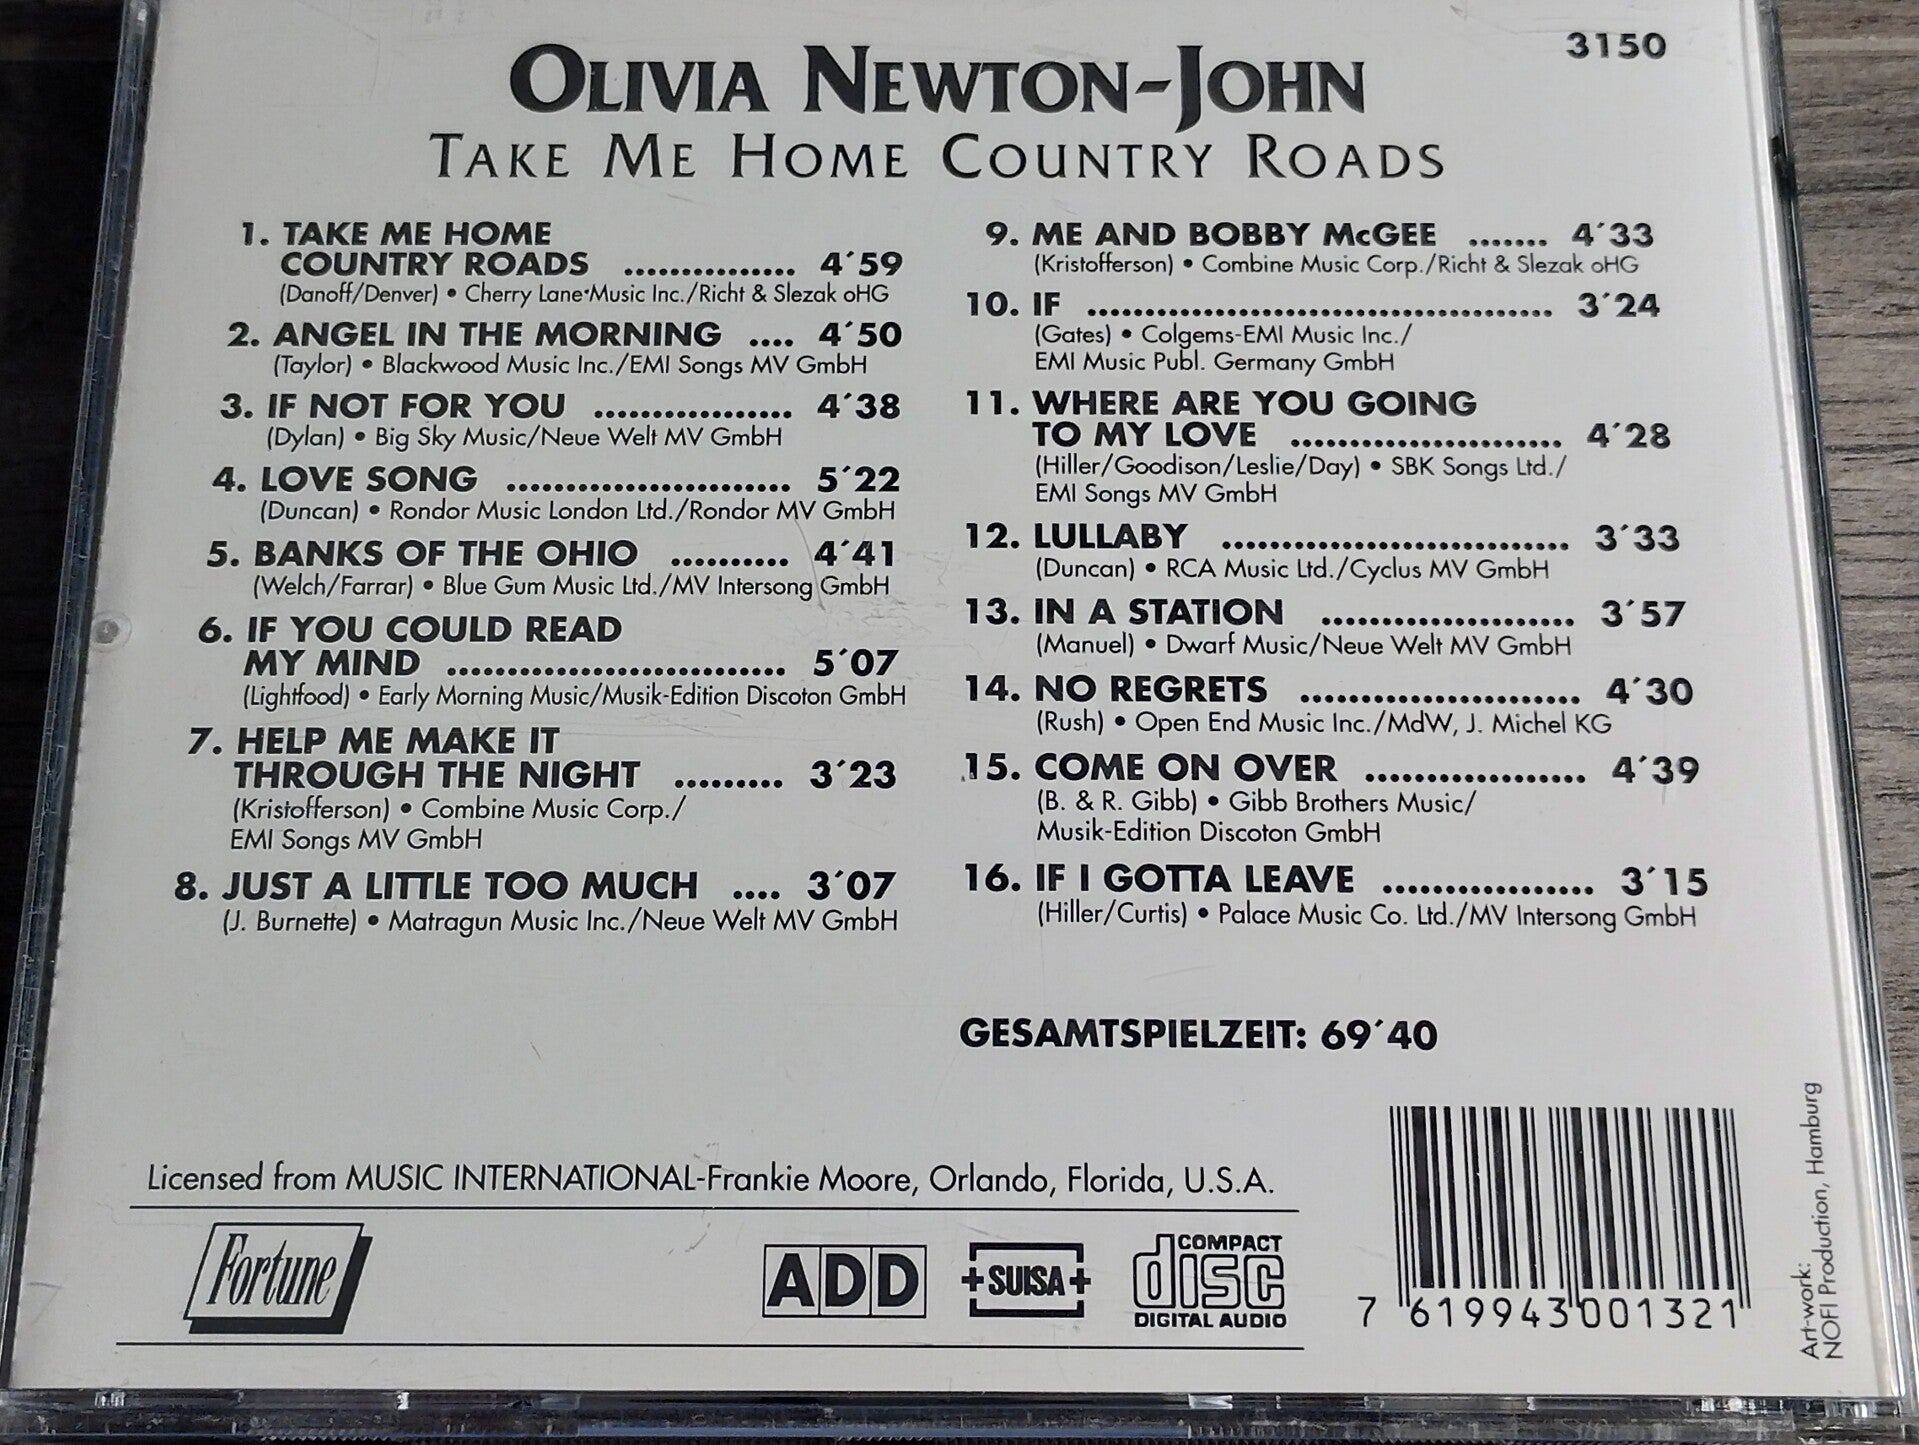 3150
OLIVIA NEWTON-JOHN
TAKE ME HOME COUNTRY ROADS
1. TAKE ME HOME
COUNTRY ROADS ............... 4´59
(Danoff/Denver) • Cherry Lane Music Inc./Richt & Slezak oHG
2. ANGEL IN THE MORNING .... 4´50
(Taylor) • Blackwood Music Inc./EMI Songs MV GmbH
3. IF NOT FOR YOU ................. 4´38
(Dylan) • Big Sky Music/Neue Welt MV GmbH
4. LOVE SONG ........................ 5´22
(Duncan) • Rondor Music London Ltd./Rondor MV GmbH
5. BANKS OF THE OHIO .......... 4´41
(Welch/Farrar) • Blue Gum Music Ltd./MV Intersong GmbH
6. IF YOU COULD READ
MY MIND ............................. 5´07
(Lightfood) • Early Morning Music/Musik-Edition Discoton GmbH
7. HELP ME MAKE IT
THROUGH THE NIGHT ......... 3´23
(Kristofferson) • Combine Music Corp./
EMI Songs MV GmbH
8. JUST A LITTLE TOO MUCH .... 3´07
(J. Burnette) • Matragun Music Inc./Neue Welt MV GmbH
9. ME AND BOBBY McGEE ....... 4´33
(Kristofferson) • Combine Music Corp./Richt & Slezak oHG
10. IF ....................................... 3´24
(Gates) • Colgems-EMI Music Inc./
EMI Music Publ. Germany GmbH
11. WHERE ARE YOU GOING
TO MY LOVE ....................... 4´28
(Hiller/Goodison/Leslie/Day) • SBK Songs Ltd./
EMI Songs MV GmbH
12. LULLABY ............................. 3´33
(Duncan) • RCA Music Ltd./Cyclus MV GmbH
13. IN A STATION ..................... 3´57
(Manuel) • Dwarf Music/Neue Welt MV GmbH
14. NO REGRETS ....................... 4´30
(Rush) • Open End Music Inc./MdW, J. Michel KG
15. COME ON OVER .................. 4´39
(B. & R. Gibb) • Gibb Brothers Music/
Musik-Edition Discoton GmbH
16. IF I GOTTA LEAVE ................. 3´15
(Hiller/Curtis) • Palace Music Co. Ltd./MV Intersong GmbH
GESAMTSPIELZEIT: 69´40
Licensed from MUSIC INTERNATIONAL-Frankie Moore, Orlando, Florida, U.S.A.
Fortune
ADD
SUISA
COMPACT
disc
DIGITAL AUDIO
7 619943 001321
Art-work:
NOFI Production, Hamburg